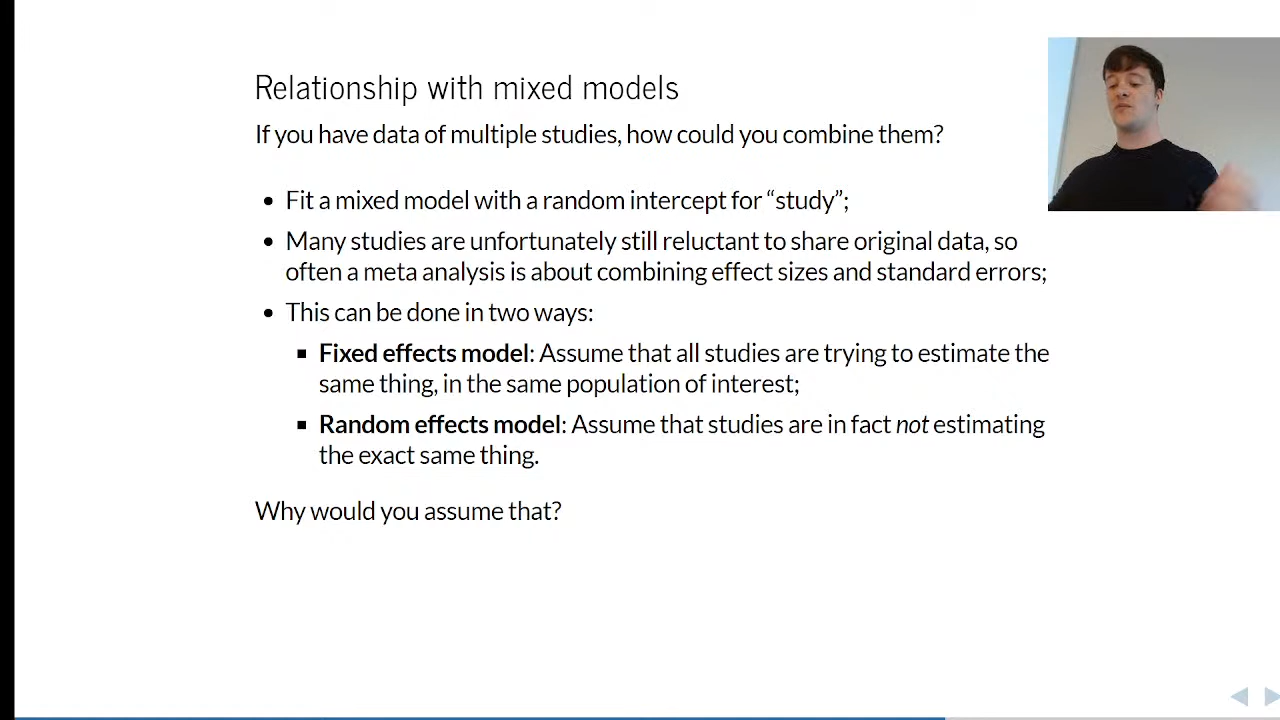 Relationship with mixed models
If you have data of multiple studies, how could you combine them?
• Fit a mixed model with a random intercept for “study”;
• Many studies are unfortunately still reluctant to share original data, so
often a meta analysis is about combining effect sizes and standard errors;
• This can be done in two ways:
▪ Fixed effects model: Assume that all studies are trying to estimate the
same thing, in the same population of interest;
▪ Random effects model: Assume that studies are in fact not estimating
the exact same thing.
Why would you assume that?